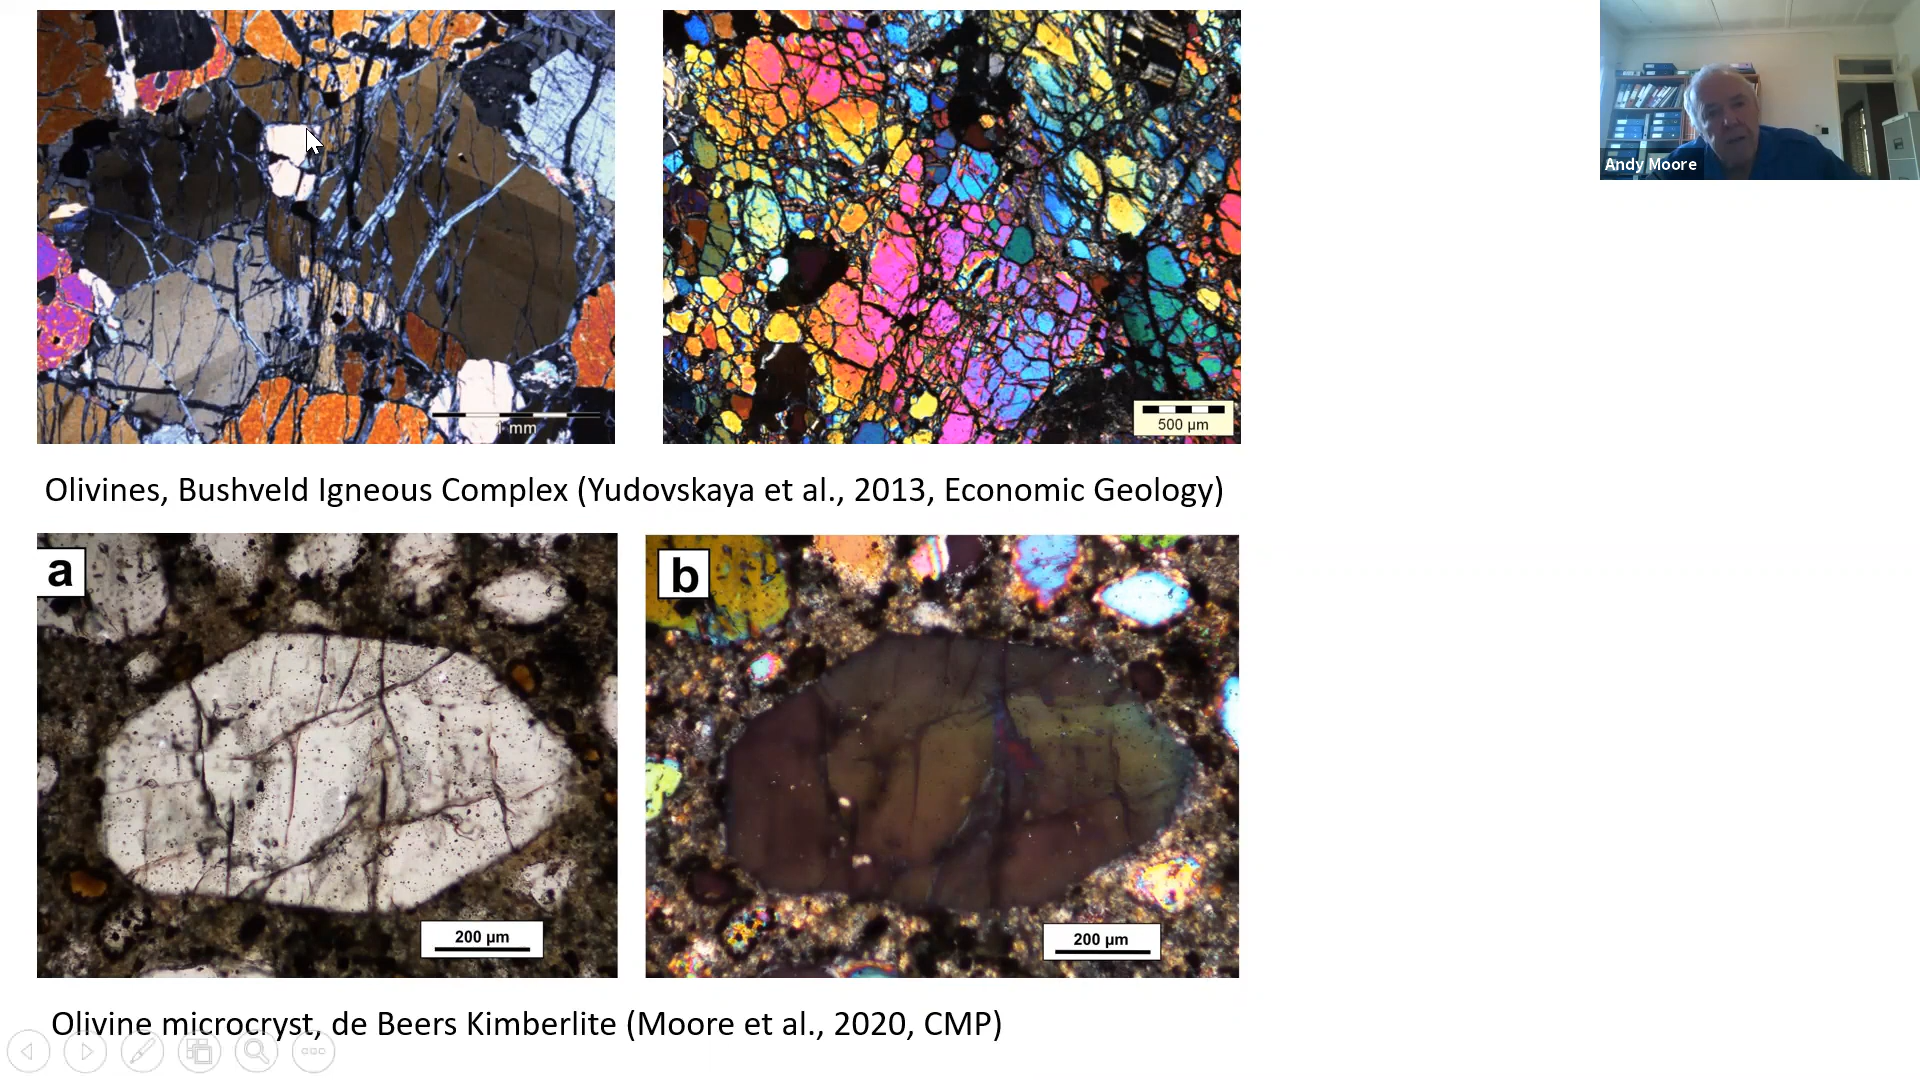 Andy Moore
1 mm
500 µm
Olivines, Bushveld Igneous Complex (Yudovskaya et al., 2013, Economic Geology)
a
b
200 µm
200 µm
Olivine microcryst, de Beers Kimberlite (Moore et al., 2020, CMP)